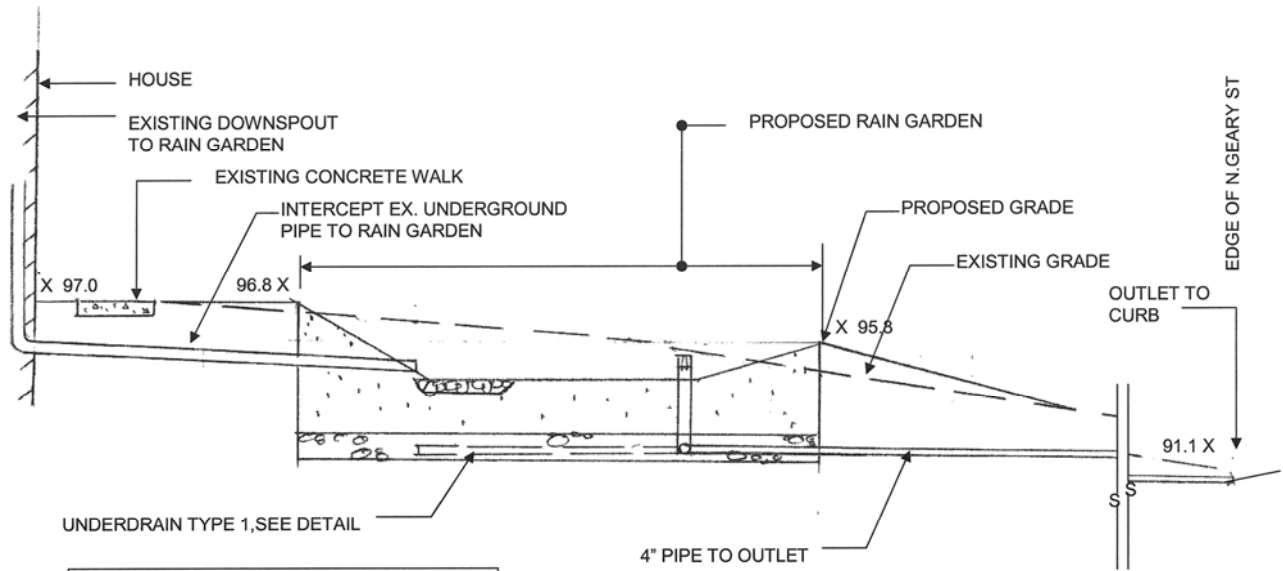 HOUSE
EXISTING DOWNSPOUT
TO RAIN GARDEN
EXISTING CONCRETE WALK
INTERCEPT EX. UNDERGROUND
PIPE TO RAIN GARDEN
PROPOSED RAIN GARDEN
PROPOSED GRADE
EXISTING GRADE
EDGE OF N.GEARY ST
OUTLET TO
CURB
X 97.0
96.8 X
X 95.3
91.1 X
S S
UNDERDRAIN TYPE 1,SEE DETAIL
4" PIPE TO OUTLET